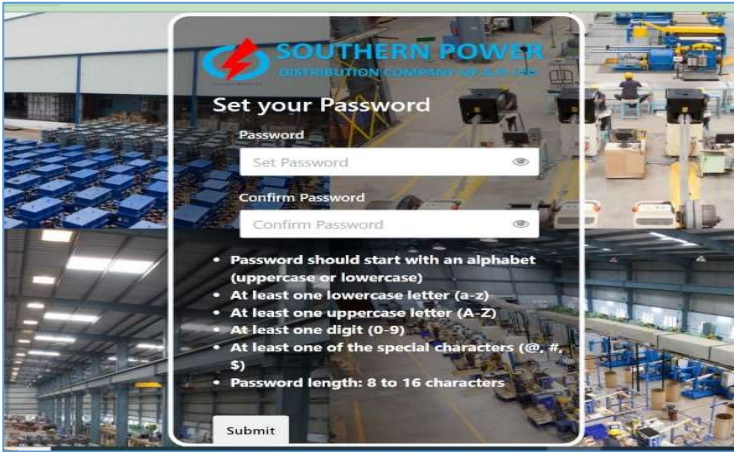 SOUTHERN POWER
DISTRIBUTION COMPANY OF A.P. LTD
Set your Password
Password
Set Password
Confirm Password
Confirm Password
• Password should start with an alphabet
(uppercase or lowercase)
• At least one lowercase letter (a-z)
• At least one uppercase letter (A-Z)
• At least one digit (0-9)
• At least one of the special characters (@, #,
$)
• Password length: 8 to 16 characters
Submit